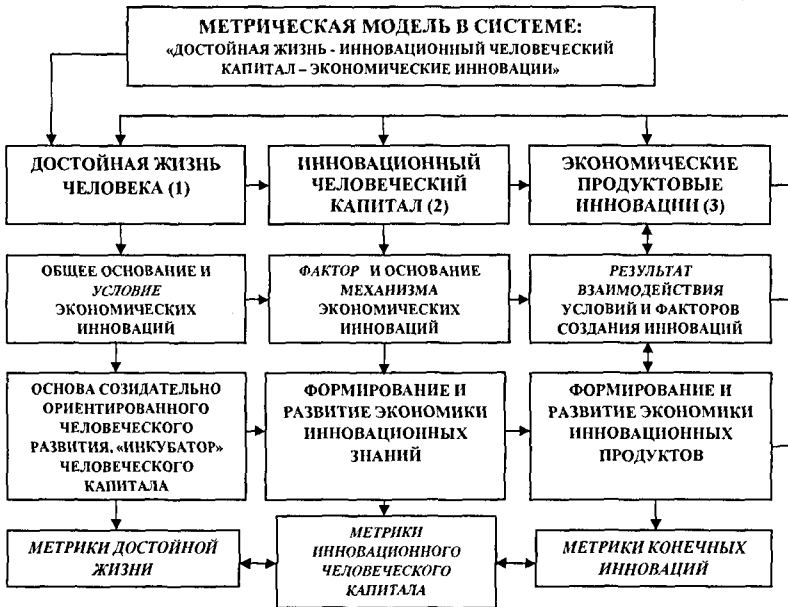 МЕТРИЧЕСКАЯ МОДЕЛЬ В СИСТЕМЕ:
«ДОСТОЙНАЯ ЖИЗНЬ - ИННОВАЦИОННЫЙ ЧЕЛОВЕЧЕСКИЙ
КАПИТАЛ – ЭКОНОМИЧЕСКИЕ ИННОВАЦИИ»
ДОСТОЙНАЯ ЖИЗНЬ
ЧЕЛОВЕКА (1)
ИННОВАЦИОННЫЙ
ЧЕЛОВЕЧЕСКИЙ
КАПИТАЛ (2)
ЭКОНОМИЧЕСКИЕ
ПРОДУКТОВЫЕ
ИННОВАЦИИ (3)
ОБЩЕЕ ОСНОВАНИЕ И
УСЛОВИЕ
ЭКОНОМИЧЕСКИХ
ИННОВАЦИЙ
ФАКТОР И ОСНОВАНИЕ
МЕХАНИЗМА
ЭКОНОМИЧЕСКИХ
ИННОВАЦИЙ
РЕЗУЛЬТАТ
ВЗАИМОДЕЙСТВИЯ
УСЛОВИЙ И ФАКТОРОВ
СОЗДАНИЯ ИННОВАЦИЙ
ОСНОВА СОЗИДАТЕЛЬНО
ОРИЕНТИРОВАННОГО
ЧЕЛОВЕЧЕСКОГО
РАЗВИТИЯ, «ИНКУБАТОР»
ЧЕЛОВЕЧЕСКОГО
КАПИТАЛА
ФОРМИРОВАНИЕ И
РАЗВИТИЕ ЭКОНОМИКИ
ИННОВАЦИОННЫХ
ЗНАНИЙ
ФОРМИРОВАНИЕ И
РАЗВИТИЕ ЭКОНОМИКИ
ИННОВАЦИОННЫХ
ПРОДУКТОВ
МЕТРИКИ ДОСТОЙНОЙ
ЖИЗНИ
МЕТРИКИ
ИННОВАЦИОННОГО
ЧЕЛОВЕЧЕСКОГО
КАПИТАЛА
МЕТРИКИ КОНЕЧНЫХ
ИННОВАЦИЙ